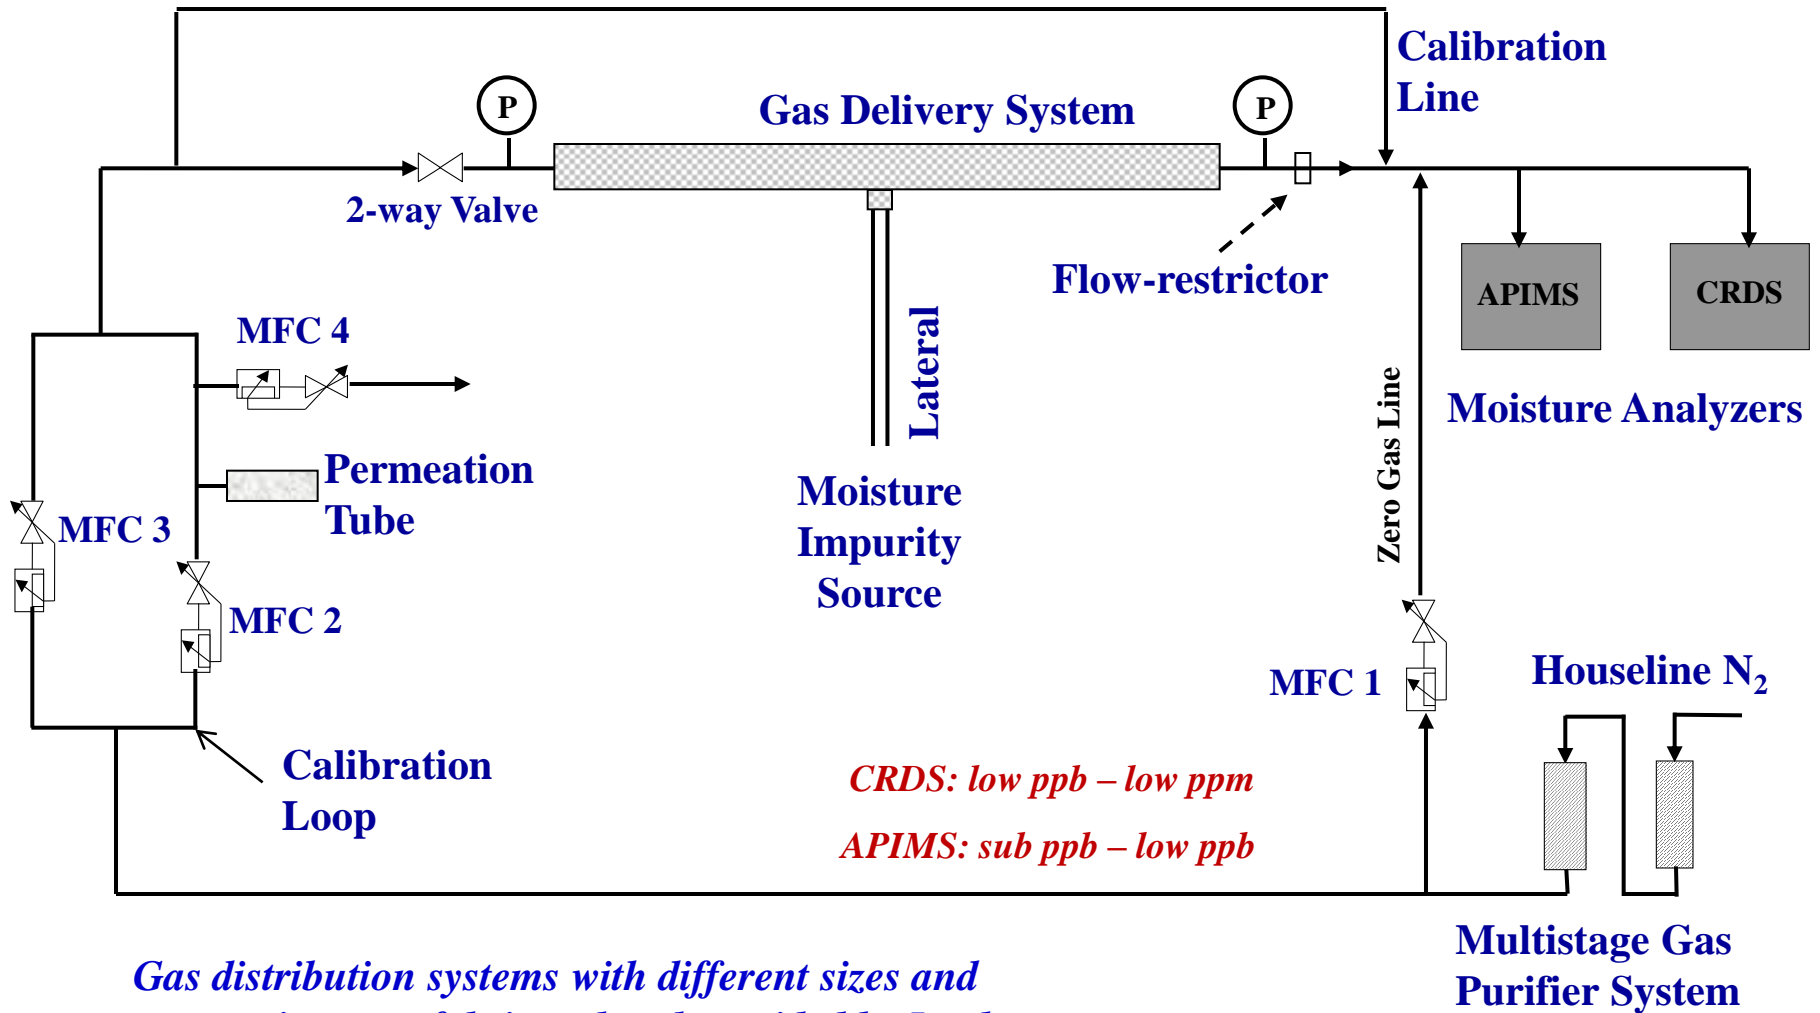 Calibration
Line
P
Gas Delivery System
P
2-way Valve
Flow-restrictor
APIMS
CRDS
MFC 4
Lateral
Zero Gas Line
Moisture Analyzers
Permeation
Tube
MFC 3
Moisture
Impurity
Source
MFC 2
MFC 1
Houseline N₂
Calibration
Loop
CRDS: low ppb – low ppm
APIMS: sub ppb – low ppb
Multistage Gas
Purifier System
Gas distribution systems with different sizes and